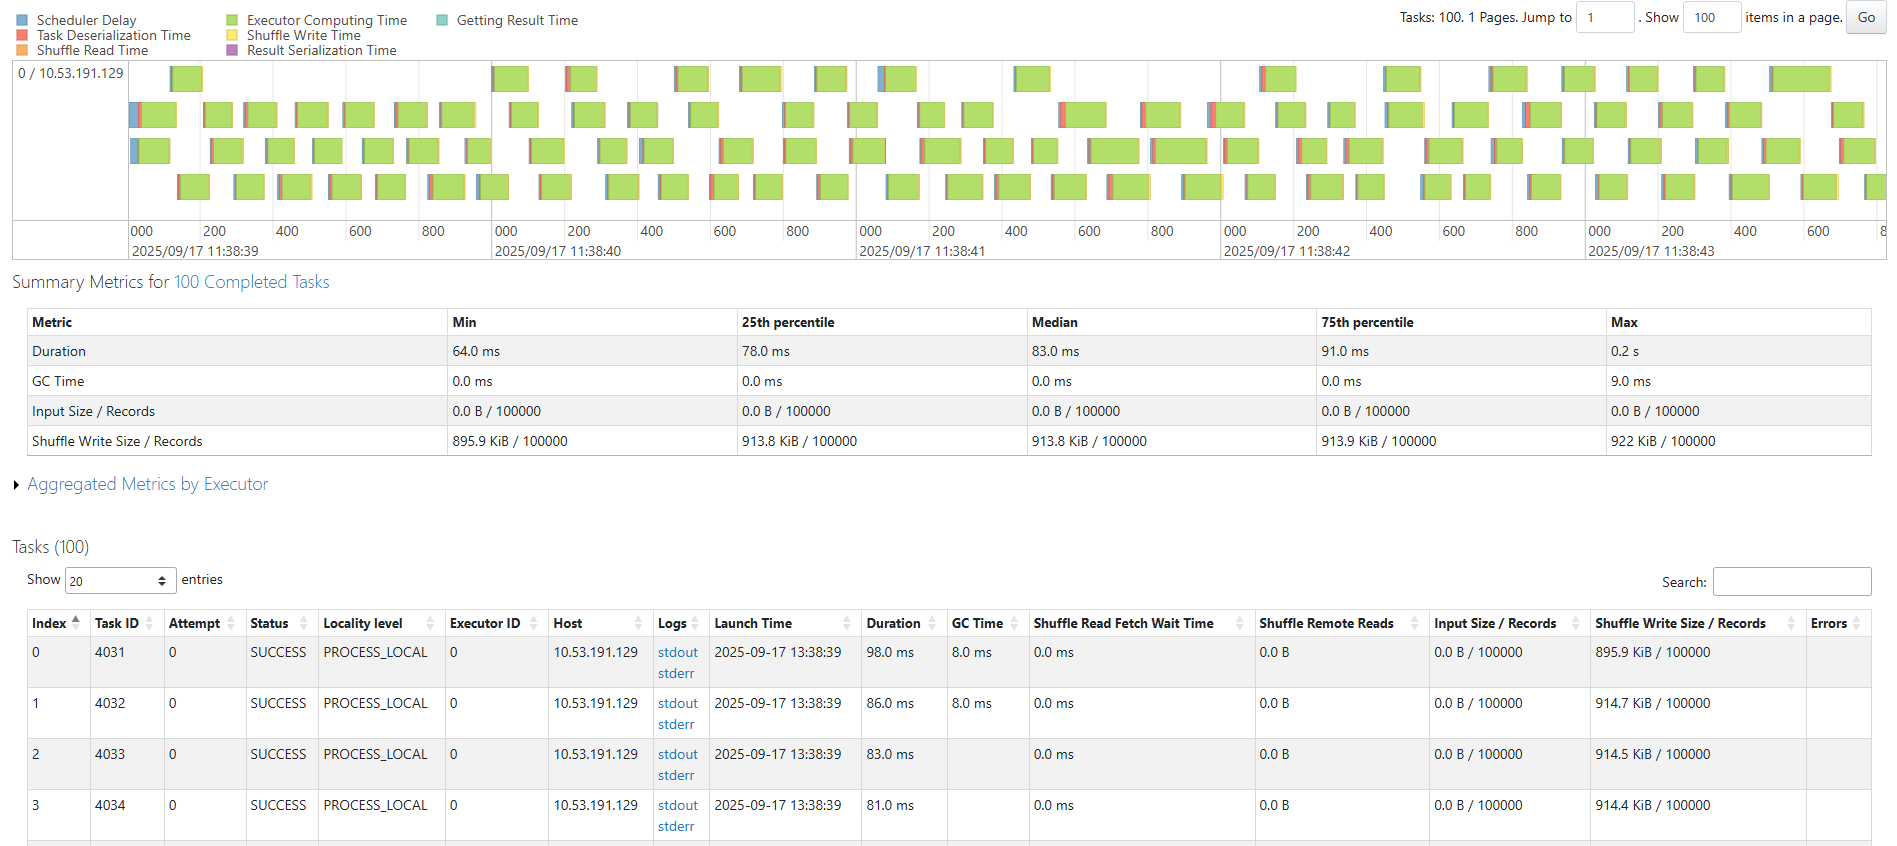 Scheduler Delay
Executor Computing Time
Getting Result Time
Task Deserialization Time
Shuffle Write Time
Shuffle Read Time
Result Serialization Time
Tasks: 100. 1 Pages. Jump to 1 . Show 100 items in a page. Go
0 / 10.53.191.129
000 200 400 600 800 000 200 400 600 800 000 200 400 600 800 000 200 400 600 800 000 200 400 600 8
2025/09/17 11:38:39 2025/09/17 11:38:40 2025/09/17 11:38:41 2025/09/17 11:38:42 2025/09/17 11:38:43
Summary Metrics for 100 Completed Tasks
Metric Min 25th percentile Median 75th percentile Max
Duration 64.0 ms 78.0 ms 83.0 ms 91.0 ms 0.2 s
GC Time 0.0 ms 0.0 ms 0.0 ms 0.0 ms 9.0 ms
Input Size / Records 0.0 B / 100000 0.0 B / 100000 0.0 B / 100000 0.0 B / 100000 0.0 B / 100000
Shuffle Write Size / Records 895.9 KiB / 100000 913.8 KiB / 100000 913.8 KiB / 100000 913.9 KiB / 100000 922 KiB / 100000
Aggregated Metrics by Executor
Tasks (100)
Show 20 entries
Search:
Index Task ID Attempt Status Locality level Executor ID Host Logs Launch Time Duration GC Time Shuffle Read Fetch Wait Time Shuffle Remote Reads Input Size / Records Shuffle Write Size / Records Errors
0 4031 0 SUCCESS PROCESS_LOCAL 0 10.53.191.129 stdout 2025-09-17 13:38:39 98.0 ms 8.0 ms 0.0 ms 0.0 B 0.0 B / 100000 895.9 KiB / 100000
stderr
1 4032 0 SUCCESS PROCESS_LOCAL 0 10.53.191.129 stdout 2025-09-17 13:38:39 86.0 ms 8.0 ms 0.0 ms 0.0 B 0.0 B / 100000 914.7 KiB / 100000
stderr
2 4033 0 SUCCESS PROCESS_LOCAL 0 10.53.191.129 stdout 2025-09-17 13:38:39 83.0 ms 0.0 ms 0.0 B 0.0 B / 100000 914.5 KiB / 100000
stderr
3 4034 0 SUCCESS PROCESS_LOCAL 0 10.53.191.129 stdout 2025-09-17 13:38:39 81.0 ms 0.0 ms 0.0 B 0.0 B / 100000 914.4 KiB / 100000
stderr